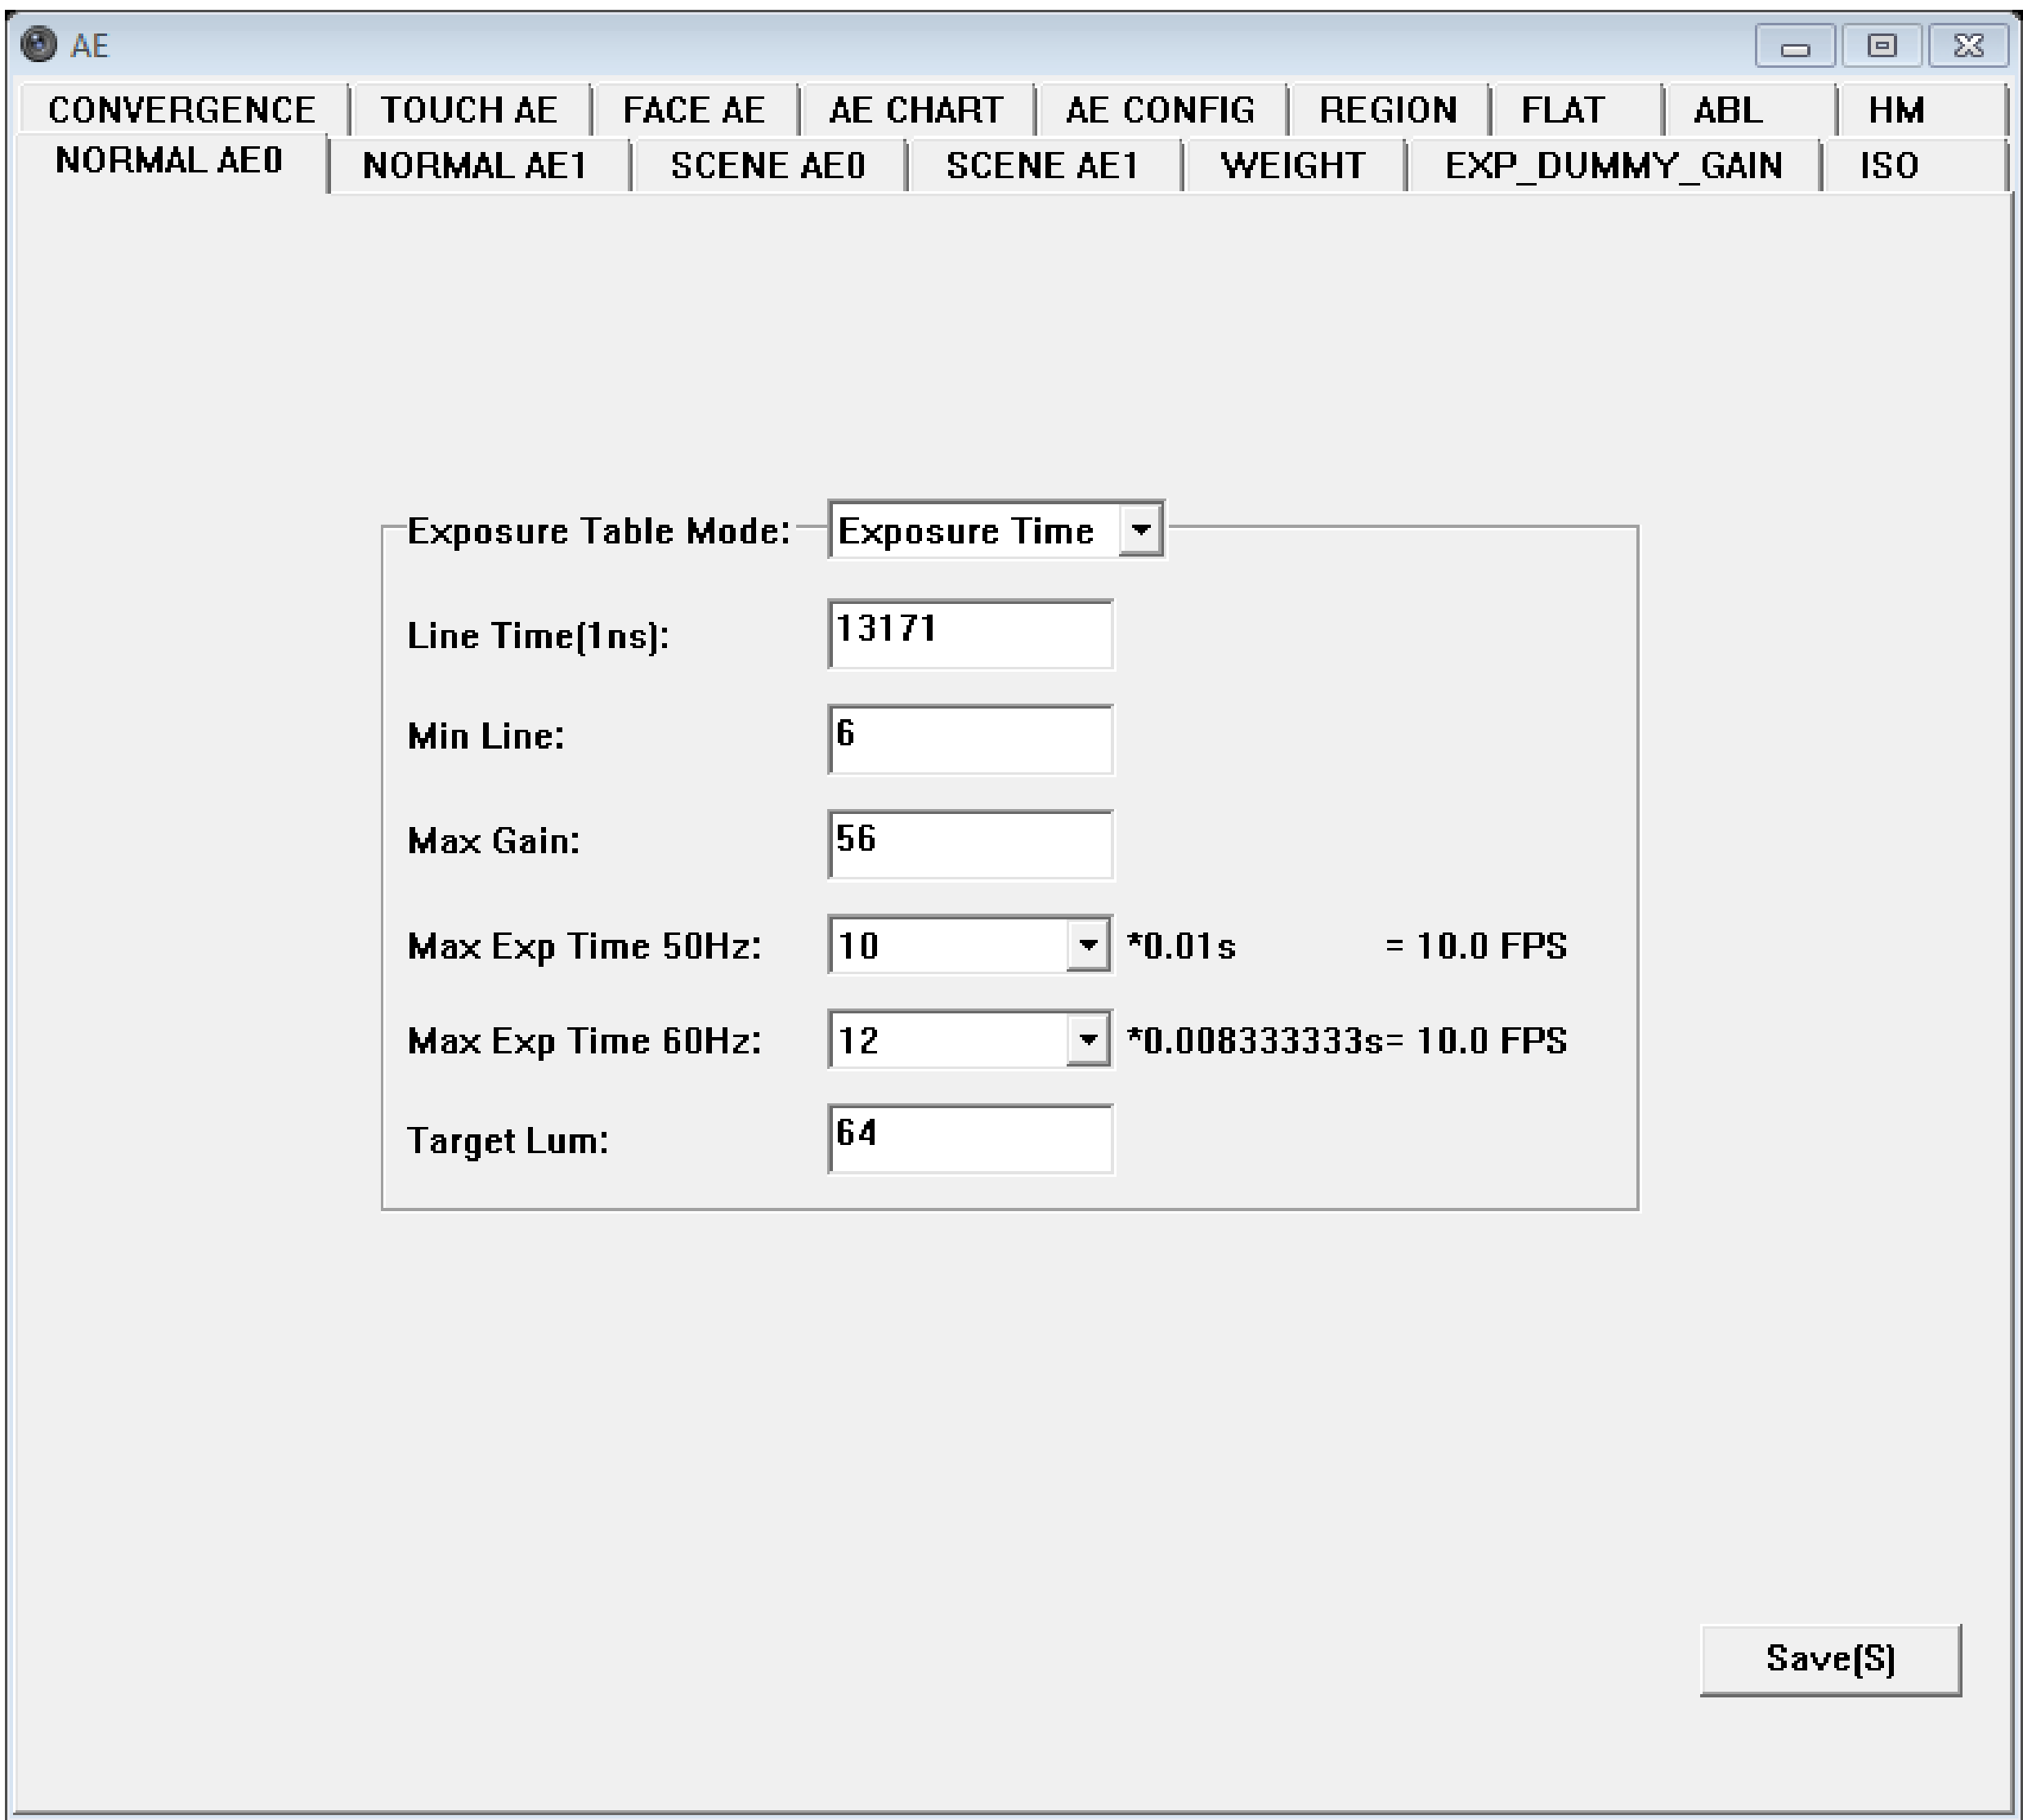 AE
CONVERGENCE TOUCH AE FACE AE AE CHART AE CONFIG REGION FLAT ABL HM
NORMAL AE0 NORMAL AE1 SCENE AE0 SCENE AE1 WEIGHT EXP_DUMMY_GAIN ISO
Exposure Table Mode: Exposure Time
Line Time(1ns): 13171
Min Line: 6
Max Gain: 56
Max Exp Time 50Hz: 10 *0.01s = 10.0 FPS
Max Exp Time 60Hz: 12 *0.008333333s= 10.0 FPS
Target Lum: 64
Save(S)